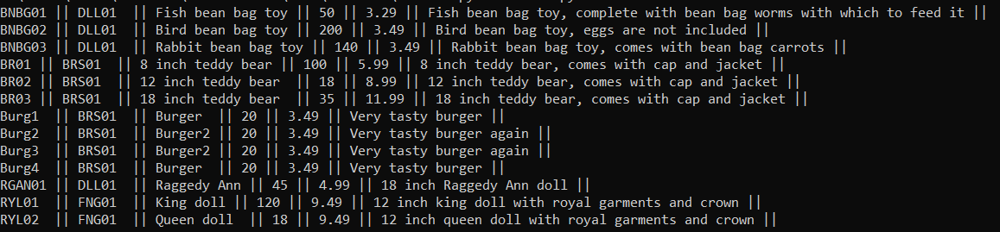 BNBG01 || DLL01 || Fish bean bag toy || 50 || 3.29 || Fish bean bag toy, complete with bean bag worms with which to feed it ||
BNBG02 || DLL01 || Bird bean bag toy || 200 || 3.49 || Bird bean bag toy, eggs are not included ||
BNBG03 || DLL01 || Rabbit bean bag toy || 140 || 3.49 || Rabbit bean bag toy, comes with bean bag carrots ||
BR01 || BRS01 || 8 inch teddy bear || 100 || 5.99 || 8 inch teddy bear, comes with cap and jacket ||
BR02 || BRS01 || 12 inch teddy bear || 18 || 8.99 || 12 inch teddy bear, comes with cap and jacket ||
BR03 || BRS01 || 18 inch teddy bear || 35 || 11.99 || 18 inch teddy bear, comes with cap and jacket ||
Burg1 || BRS01 || Burger || 20 || 3.49 || Very tasty burger ||
Burg2 || BRS01 || Burger2 || 20 || 3.49 || Very tasty burger again ||
Burg3 || BRS01 || Burger2 || 20 || 3.49 || Very tasty burger again ||
Burg4 || BRS01 || Burger || 20 || 3.49 || Very tasty burger ||
RGAN01 || DLL01 || Raggedy Ann || 45 || 4.99 || 18 inch Raggedy Ann doll ||
RYL01 || FNG01 || King doll || 120 || 9.49 || 12 inch king doll with royal garments and crown ||
RYL02 || FNG01 || Queen doll || 18 || 9.49 || 12 inch queen doll with royal garments and crown ||